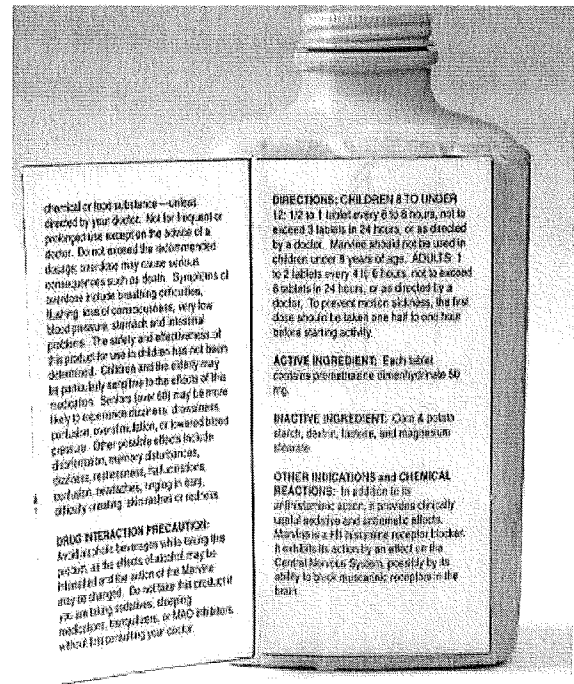 chemical or food substance—unless
directed by your doctor. Not for frequent or
prolonged use except on the advice of a
doctor. Do not exceed the recommended
dosage; overdose may cause serious
consequences such as death. Symptoms of
overdose include breathing difficulties,
flushing, loss of consciousness, very low
blood pressure, stomach and intestinal
problems. The safety and effectiveness of
this product for use in children has not been
determined. Children and the elderly may
be particularly sensitive to the effects of this
medication. Seniors (over 60) may be more
likely to experience dizziness, drowsiness,
confusion, overstimulation, or lowered blood
pressure. Other possible effects include
disorientation, memory disturbances,
dizziness, restlessness, hallucinations,
confusion, headaches, ringing in ears,
difficulty urinating, skin rashes or redness.
DRUG INTERACTION PRECAUTION:
Avoid alcoholic beverages while taking this
product, as the effects of alcohol may be
intensified and the action of the Marvine
may be changed. Do not take this product if
you are taking sedatives, sleeping
medications, tranquilizers, or MAO inhibitors,
without first consulting your doctor.
DIRECTIONS: CHILDREN 8 TO UNDER
12: 1/2 to 1 tablet every 6 to 8 hours, not to
exceed 3 tablets in 24 hours, or as directed
by a doctor. Marvine should not be used in
children under 8 years of age. ADULTS: 1
to 2 tablets every 4 to 6 hours, not to exceed
8 tablets in 24 hours, or as directed by a
doctor. To prevent motion sickness, the first
dose should be taken one half to one hour
before starting activity.
ACTIVE INGREDIENT: Each tablet
contains promethazine dimenhydrinate 50
mg.
INACTIVE INGREDIENT: Corn & potato
starch, dextrin, lactose, and magnesium
stearate.
OTHER INDICATIONS and CHEMICAL
REACTIONS: In addition to its
antihistaminic action, it provides clinically
useful sedative and antiemetic effects.
Marvine is a H1 histamine receptor blocker.
It exhibits its action by an effect on the
Central Nervous System, possibly by its
ability to block muscarinic receptors in the
brain.